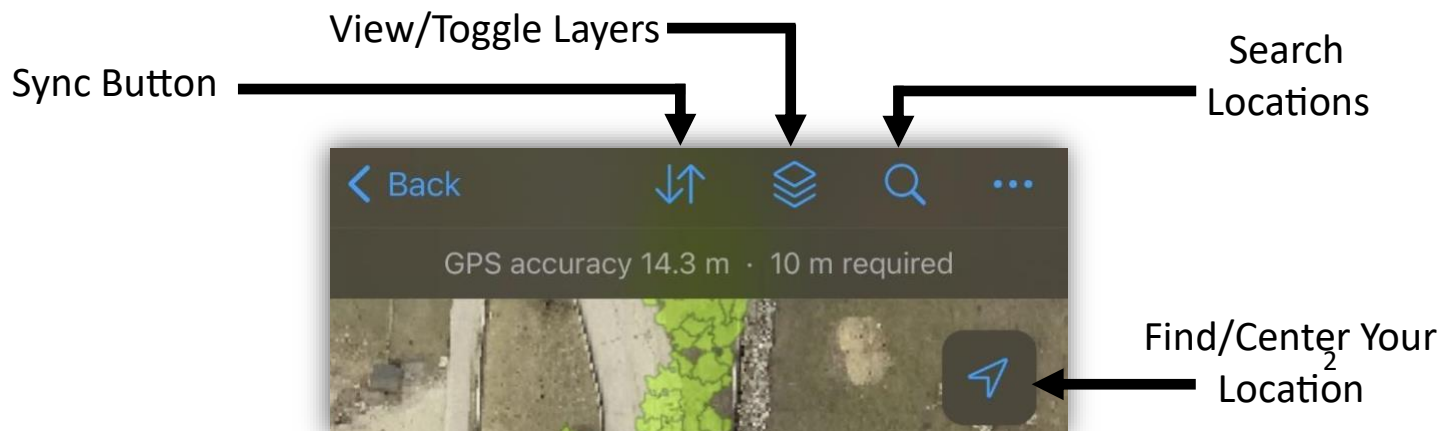 View/Toggle Layers
Sync Button
Search
Locations
Back
GPS accuracy 14.3 m · 10 m required
Find/Center Your
2
Location